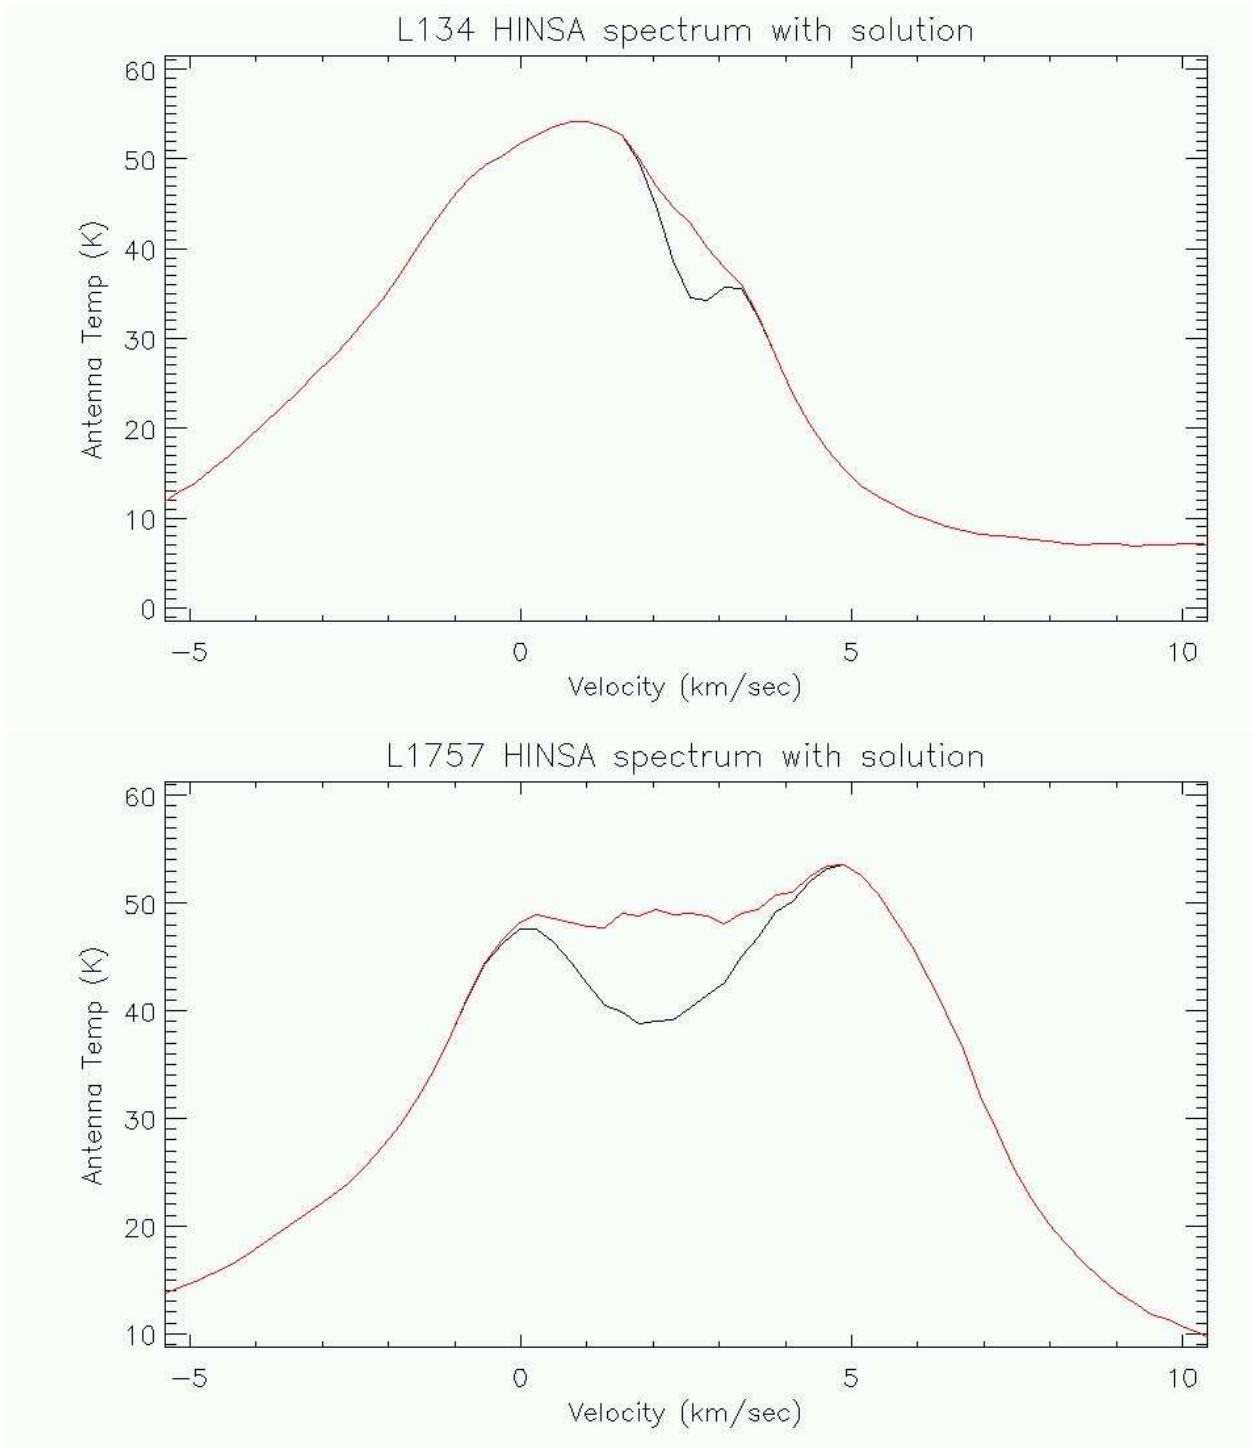 L134 HINSA spectrum with solution
60
50
40
30
20
10
0
Antenna Temp (K)
−5 0 5 10
Velocity (km/sec)
L1757 HINSA spectrum with solution
60
50
40
30
20
10
Antenna Temp (K)
−5 0 5 10
Velocity (km/sec)